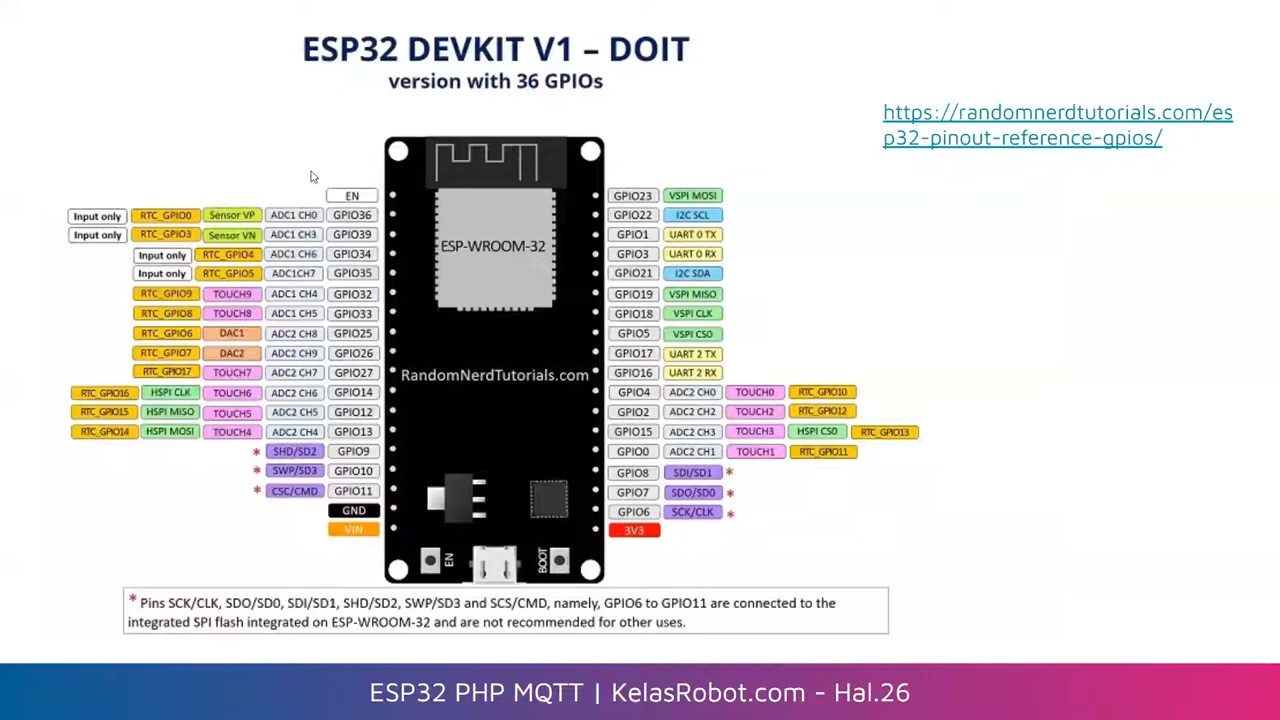 ESP32 DEVKIT V1 – DOIT
version with 36 GPIOs
https://randomnerdtutorials.com/es
p32-pinout-reference-gpios/
EN
Input only RTC_GPIO0 Sensor VP ADC1 CH0 GPIO36
Input only RTC_GPIO3 Sensor VN ADC1 CH3 GPIO39
Input only RTC_GPIO4 ADC1 CH6 GPIO34
Input only RTC_GPIO5 ADC1CH7 GPIO35
RTC_GPIO9 TOUCH9 ADC1 CH4 GPIO32
RTC_GPIO8 TOUCH8 ADC1 CH5 GPIO33
RTC_GPIO6 DAC1 ADC2 CH8 GPIO25
RTC_GPIO7 DAC2 ADC2 CH9 GPIO26
RTC_GPIO17 TOUCH7 ADC2 CH7 GPIO27
RTC_GPIO16 HSPI CLK TOUCH6 ADC2 CH6 GPIO14
RTC_GPIO15 HSPI MISO TOUCH5 ADC2 CH5 GPIO12
RTC_GPIO14 HSPI MOSI TOUCH4 ADC2 CH4 GPIO13
* SHD/SD2 GPIO9
* SWP/SD3 GPIO10
* CSC/CMD GPIO11
GND
VIN
ESP-WROOM-32
RandomNerdTutorials.com
EN
BOOT
GPIO23 VSPI MOSI
GPIO22 I2C SCL
GPIO1 UART 0 TX
GPIO3 UART 0 RX
GPIO21 I2C SDA
GPIO19 VSPI MISO
GPIO18 VSPI CLK
GPIO5 VSPI CS0
GPIO17 UART 2 TX
GPIO16 UART 2 RX
GPIO4 ADC2 CH0 TOUCH0 RTC_GPIO10
GPIO2 ADC2 CH2 TOUCH2 RTC_GPIO12
GPIO15 ADC2 CH3 TOUCH3 HSPI CS0 RTC_GPIO13
GPIO0 ADC2 CH1 TOUCH1 RTC_GPIO11
GPIO8 SDI/SD1 *
GPIO7 SDO/SD0 *
GPIO6 SCK/CLK *
3V3
* Pins SCK/CLK, SDO/SD0, SDI/SD1, SHD/SD2, SWP/SD3 and SCS/CMD, namely, GPIO6 to GPIO11 are connected to the
integrated SPI flash integrated on ESP-WROOM-32 and are not recommended for other uses.
ESP32 PHP MQTT | KelasRobot.com - Hal.26